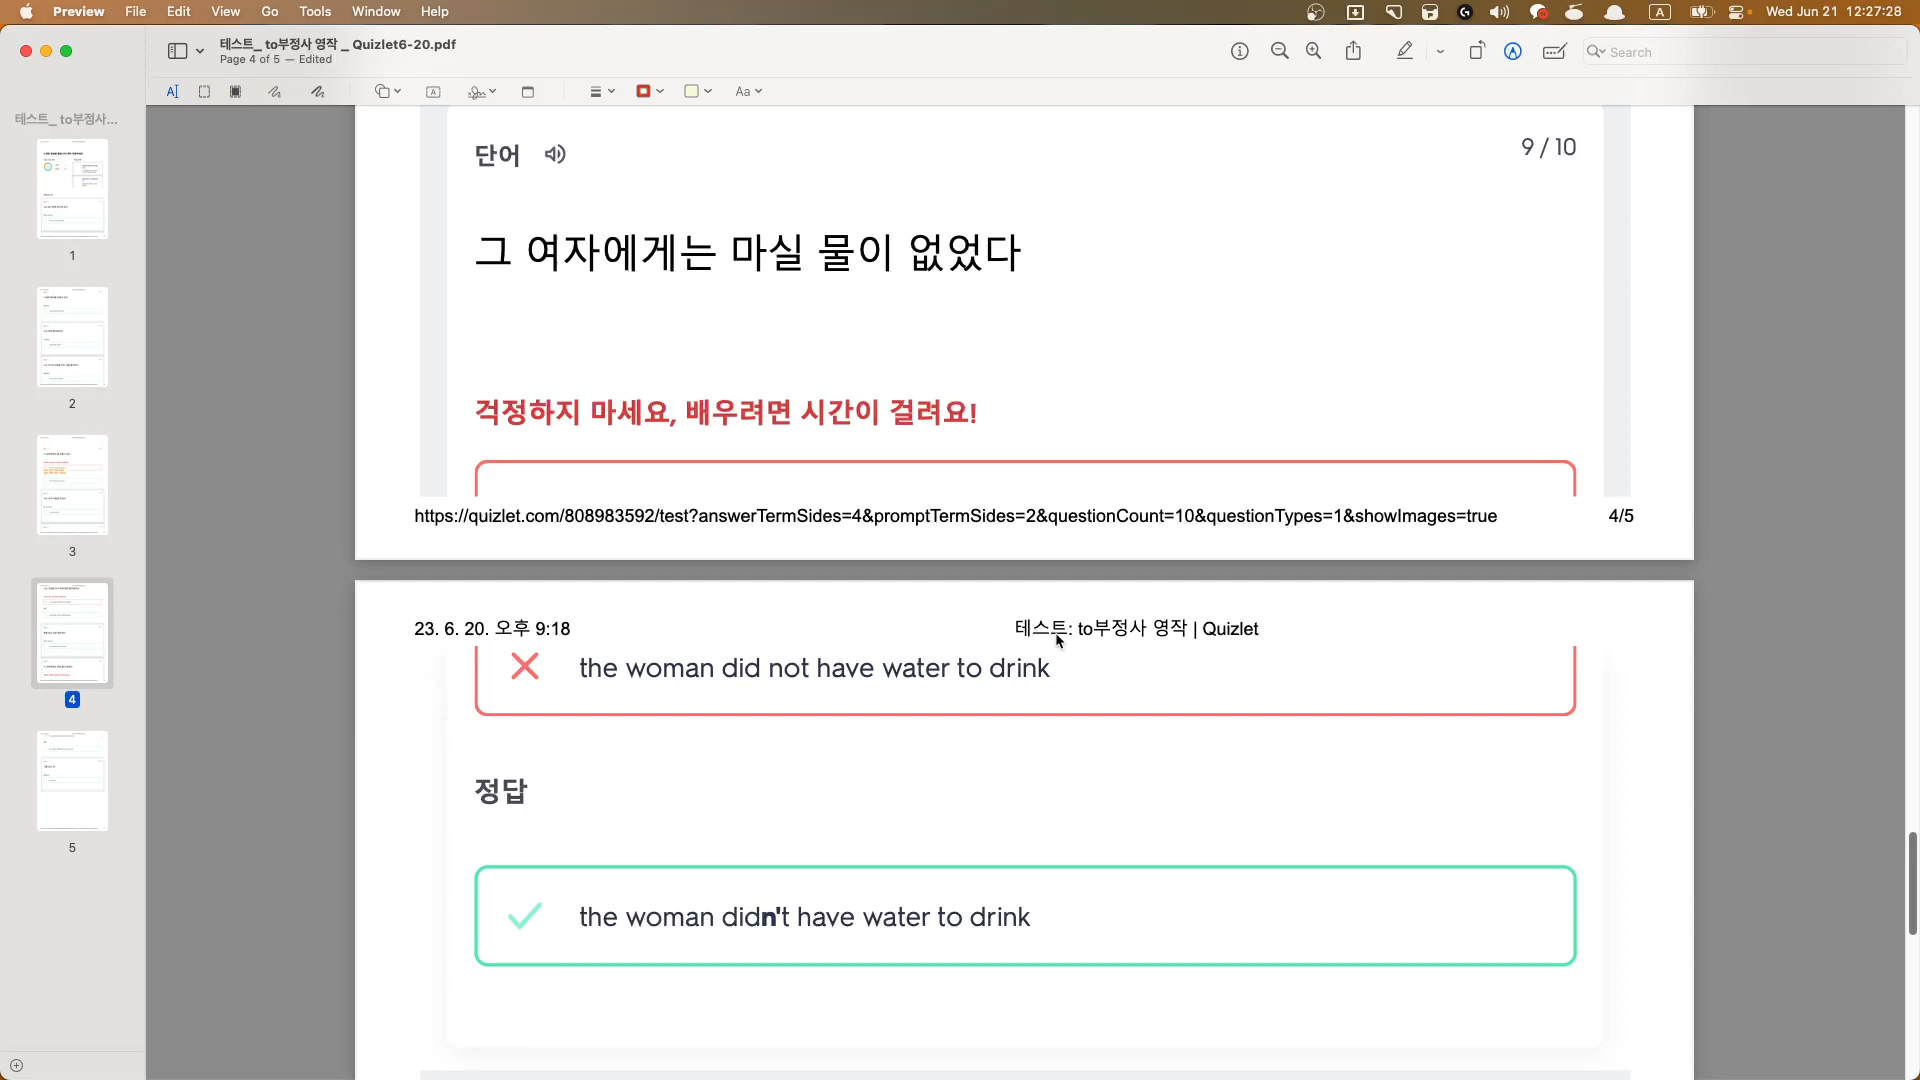 Preview File Edit View Go Tools Window Help
A Wed Jun 21 12:27:28
테스트_ to부정사 영작 _ Quizlet6-20.pdf
Page 4 of 5 — Edited
Search
Aa
테스트_ to부정사...
1
2
3
4
5
단어
9 / 10
그 여자에게는 마실 물이 없었다
걱정하지 마세요, 배우려면 시간이 걸려요!
https://quizlet.com/808983592/test?answerTermSides=4&promptTermSides=2&questionCount=10&questionTypes=1&showImages=true 4/5
23. 6. 20. 오후 9:18 테스트: to부정사 영작 | Quizlet
the woman did not have water to drink
정답
the woman didn't have water to drink